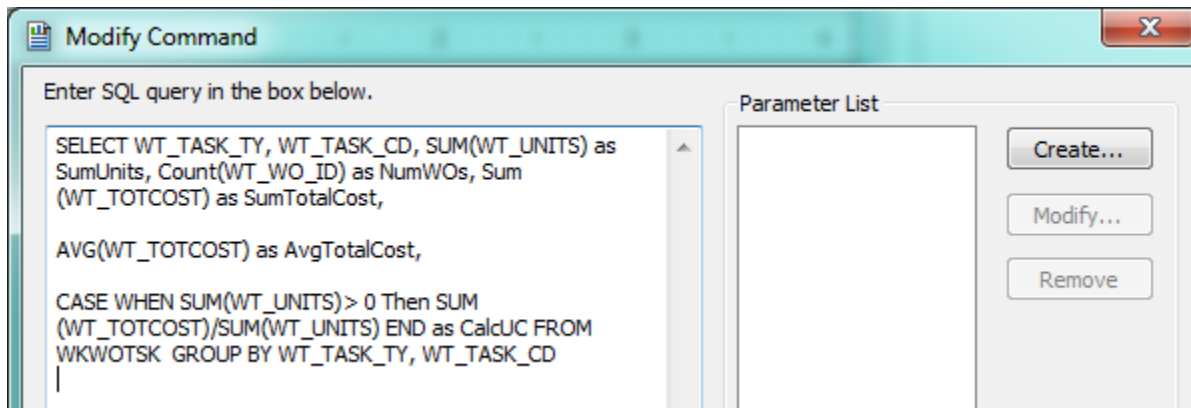 Modify Command
Enter SQL query in the box below.
SELECT WT_TASK_TY, WT_TASK_CD, SUM(WT_UNITS) as
SumUnits, Count(WT_WO_ID) as NumWOs, Sum
(WT_TOTCOST) as SumTotalCost,
AVG(WT_TOTCOST) as AvgTotalCost,
CASE WHEN SUM(WT_UNITS)> 0 Then SUM
(WT_TOTCOST)/SUM(WT_UNITS) END as CalcUC FROM
WKWOTSK  GROUP BY WT_TASK_TY, WT_TASK_CD
Parameter List
Create...
Modify...
Remove